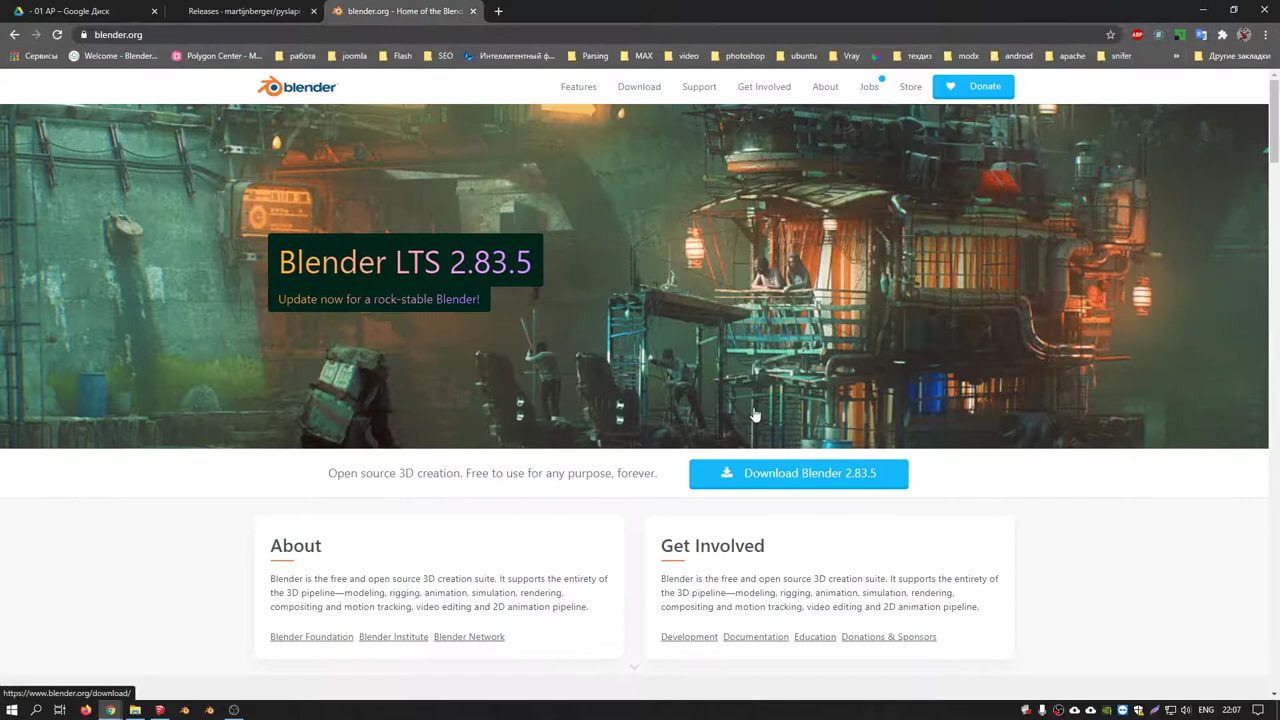 - 01 AP – Google Диск
Releases - martijnberger/pyslapi
blender.org - Home of the Blend
blender.org
Сервисы
Welcome - Blender...
Polygon Center - M...
работа
joomla
Flash
SEO
Интеллигентный ф...
Parsing
MAX
video
photoshop
ubuntu
Vray
техдиз
modx
android
apache
snifer
Другие закладки
blender
Features
Download
Support
Get Involved
About
Jobs
Store
Donate
Blender LTS 2.83.5
Update now for a rock-stable Blender!
Open source 3D creation. Free to use for any purpose, forever.
Download Blender 2.83.5
About
Blender is the free and open source 3D creation suite. It supports the entirety of
the 3D pipeline—modeling, rigging, animation, simulation, rendering,
compositing and motion tracking, video editing and 2D animation pipeline.
Blender Foundation Blender Institute Blender Network
Get Involved
Blender is the free and open source 3D creation suite. It supports the entirety of
the 3D pipeline—modeling, rigging, animation, simulation, rendering,
compositing and motion tracking, video editing and 2D animation pipeline.
Development Documentation Education Donations & Sponsors
https://www.blender.org/download/
ENG
22:07